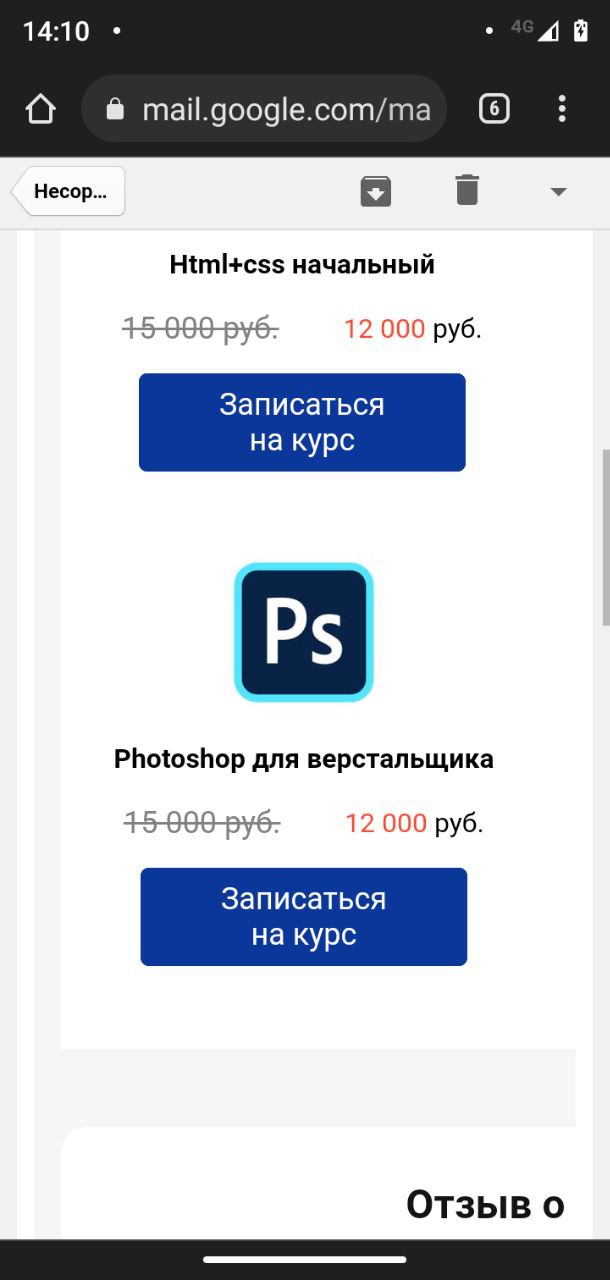 14:10
4G
mail.google.com/ma
6
Несор...
Html+css начальный
15 000 руб. 12 000 руб.
Записаться
на курс
Ps
Photoshop для верстальщика
15 000 руб. 12 000 руб.
Записаться
на курс
Отзыв о